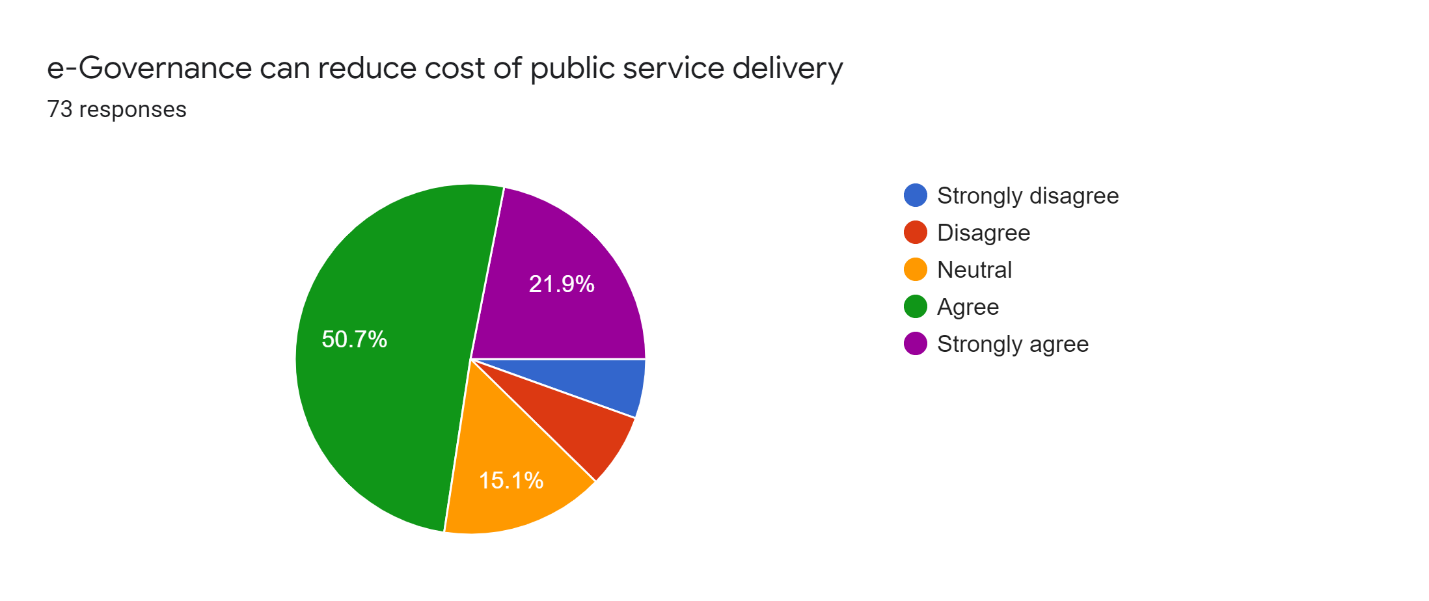 e-Governance can reduce cost of public service delivery
73 responses
21.9%
50.7%
15.1%
Strongly disagree
Disagree
Neutral
Agree
Strongly agree